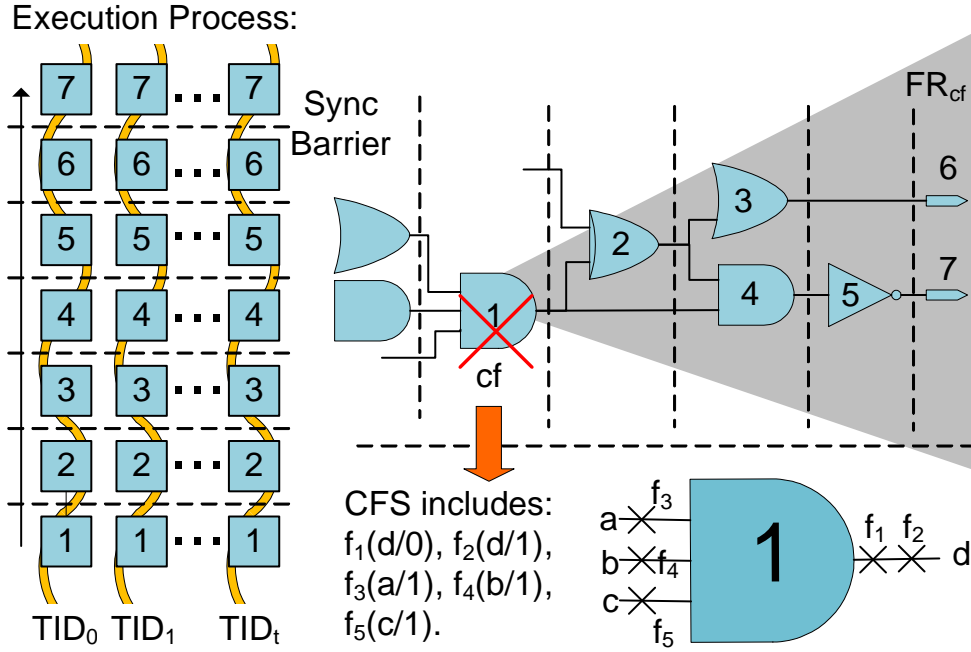 Execution Process:
7 7 ... 7
6 6 ... 6
5 5 ... 5
4 4 ... 4
3 3 ... 3
2 2 ... 2
1 1 ... 1
TID₀ TID₁ TIDₜ
Sync
Barrier
FR_cf
1
2
3
4
5
6
7
cf
CFS includes:
f₁(d/0), f₂(d/1),
f₃(a/1), f₄(b/1),
f₅(c/1).
f₃
a
b
f₄
c
f₅
1
f₁ f₂
d